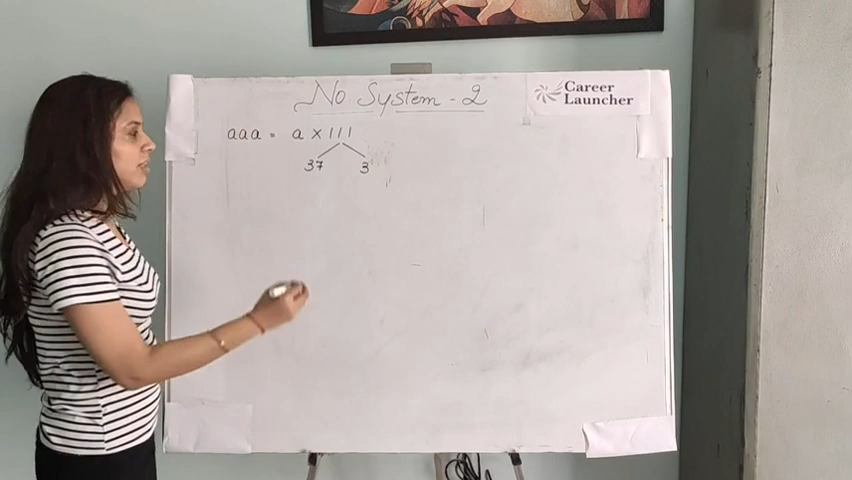 No System - 2
Career
Launcher
aaa = a x 111
37 3